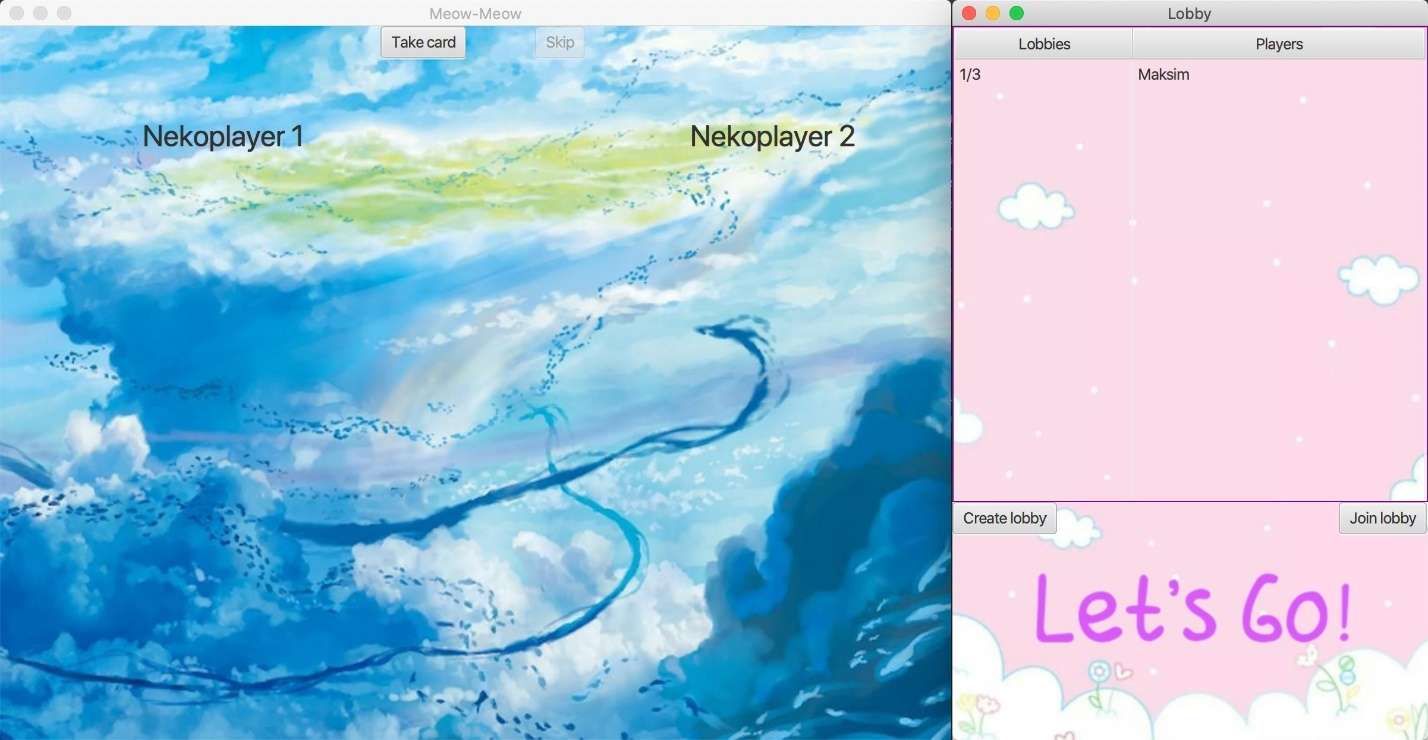 Meow-Meow
Take card
Skip
Nekoplayer 1
Nekoplayer 2
Lobby
Lobbies
Players
1/3
Maksim
Create lobby
Join lobby
Let's Go!